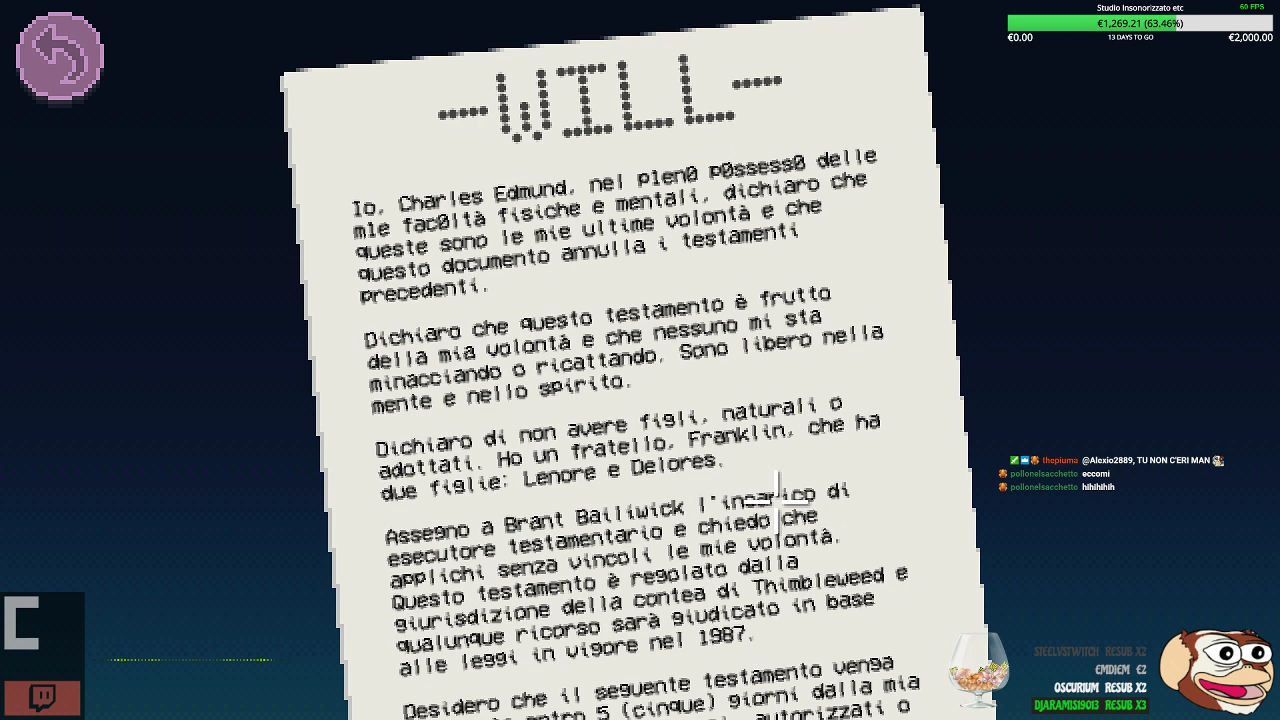 Studio Insonorizzato etc
60 FPS
€1,269.21 (63.46%)
€0.00
13 DAYS TO GO
€2,000.00
-WILL-
Io, Charles Edmund, nel plen0 p0ssess0 delle
mIe fac0ltà fisiche e mentali, dichiaro che
queste sono le mie ultime volontà e che
questo documento annulla i testamenti
precedenti.
Dichiaro che questo testamento è frutto
della mia volontà e che nessuno mi sta
minacciando o ricattando. Sono libero nella
mente e nello spirito.
Dichiaro di non avere figli, naturali o
adottati. Ho un fratello, Franklin, che ha
due figlie: Lenore e Delores.
Assegno a Brant Bailiwick l'incarico di
esecutore testamentario e chiedo che
applichi senza vincoli le mie volontà.
Questo testamento è regolato dalla
giurisdizione della contea di Thimbleweed e
qualunque ricorso sarà giudicato in base
alle leggi in vigore nel 1987.
Desidero che il seguente testamento venga
entro 5 (cinque) giorni dalla mia
autorizzati o
thepiuma @Alexio2889, TU NON C'ERI MAN
pollonelsacchetto eccomi
pollonelsacchetto hihihihih
STEELVSTWITCH RESUB X2
EMDIEM €2
OSCURIUM RESUB X2
DJARAMIS19013 RESUB X3